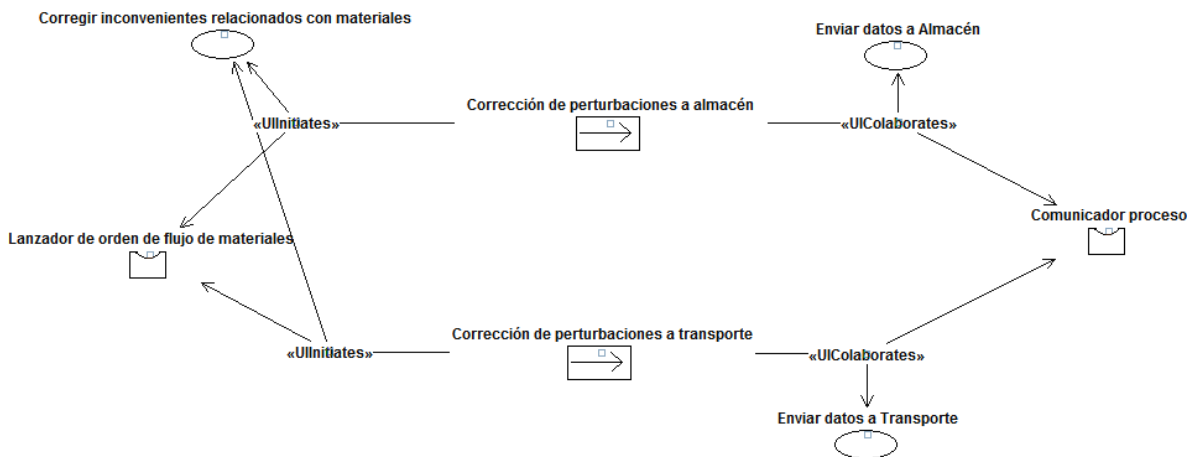 Corregir inconvenientes relacionados con materiales
Enviar datos a Almacén
Corrección de perturbaciones a almacén
«UIInitiates»
«UIColaborates»
Comunicador proceso
Lanzador de orden de flujo de materiales
Corrección de perturbaciones a transporte
«UIInitiates»
«UIColaborates»
Enviar datos a Transporte